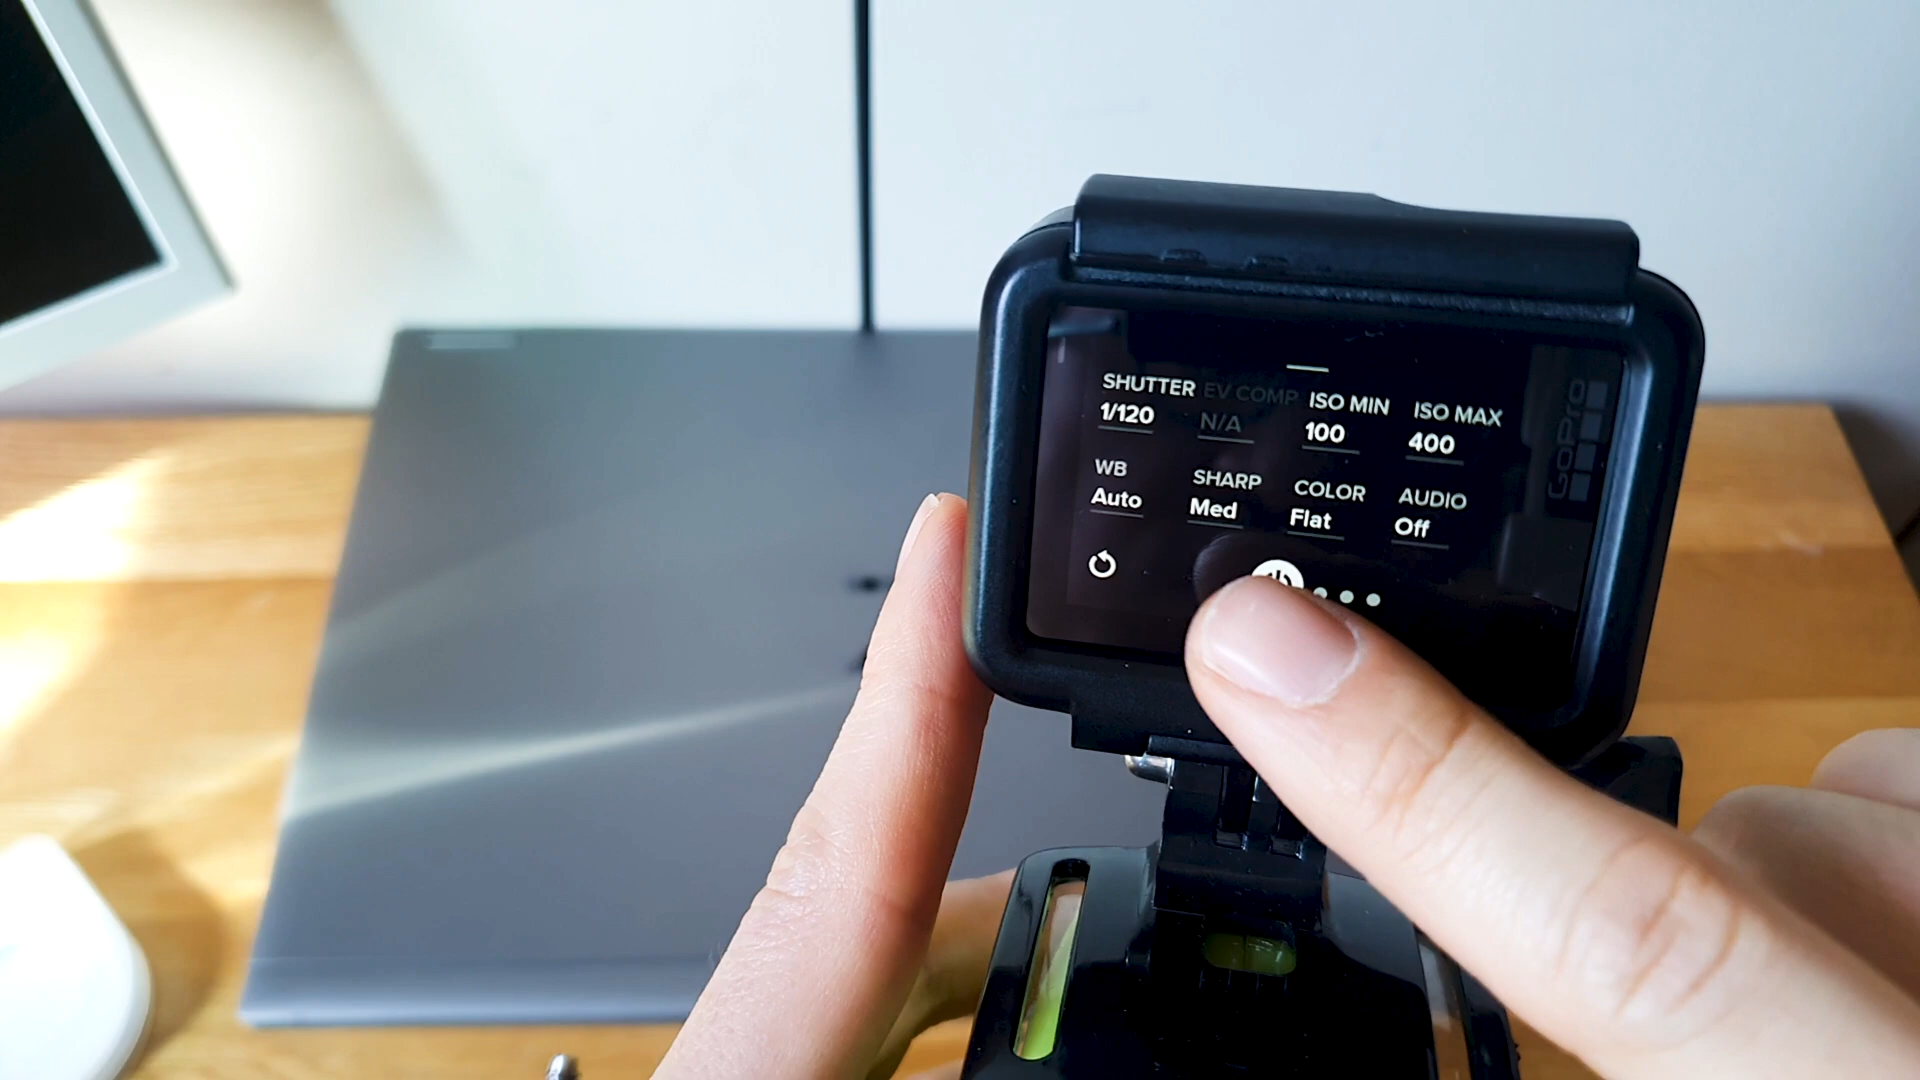 SHUTTER EV COMP ISO MIN ISO MAX
1/120 N/A 100 400
WB SHARP COLOR AUDIO
Auto Med Flat Off
GoPro